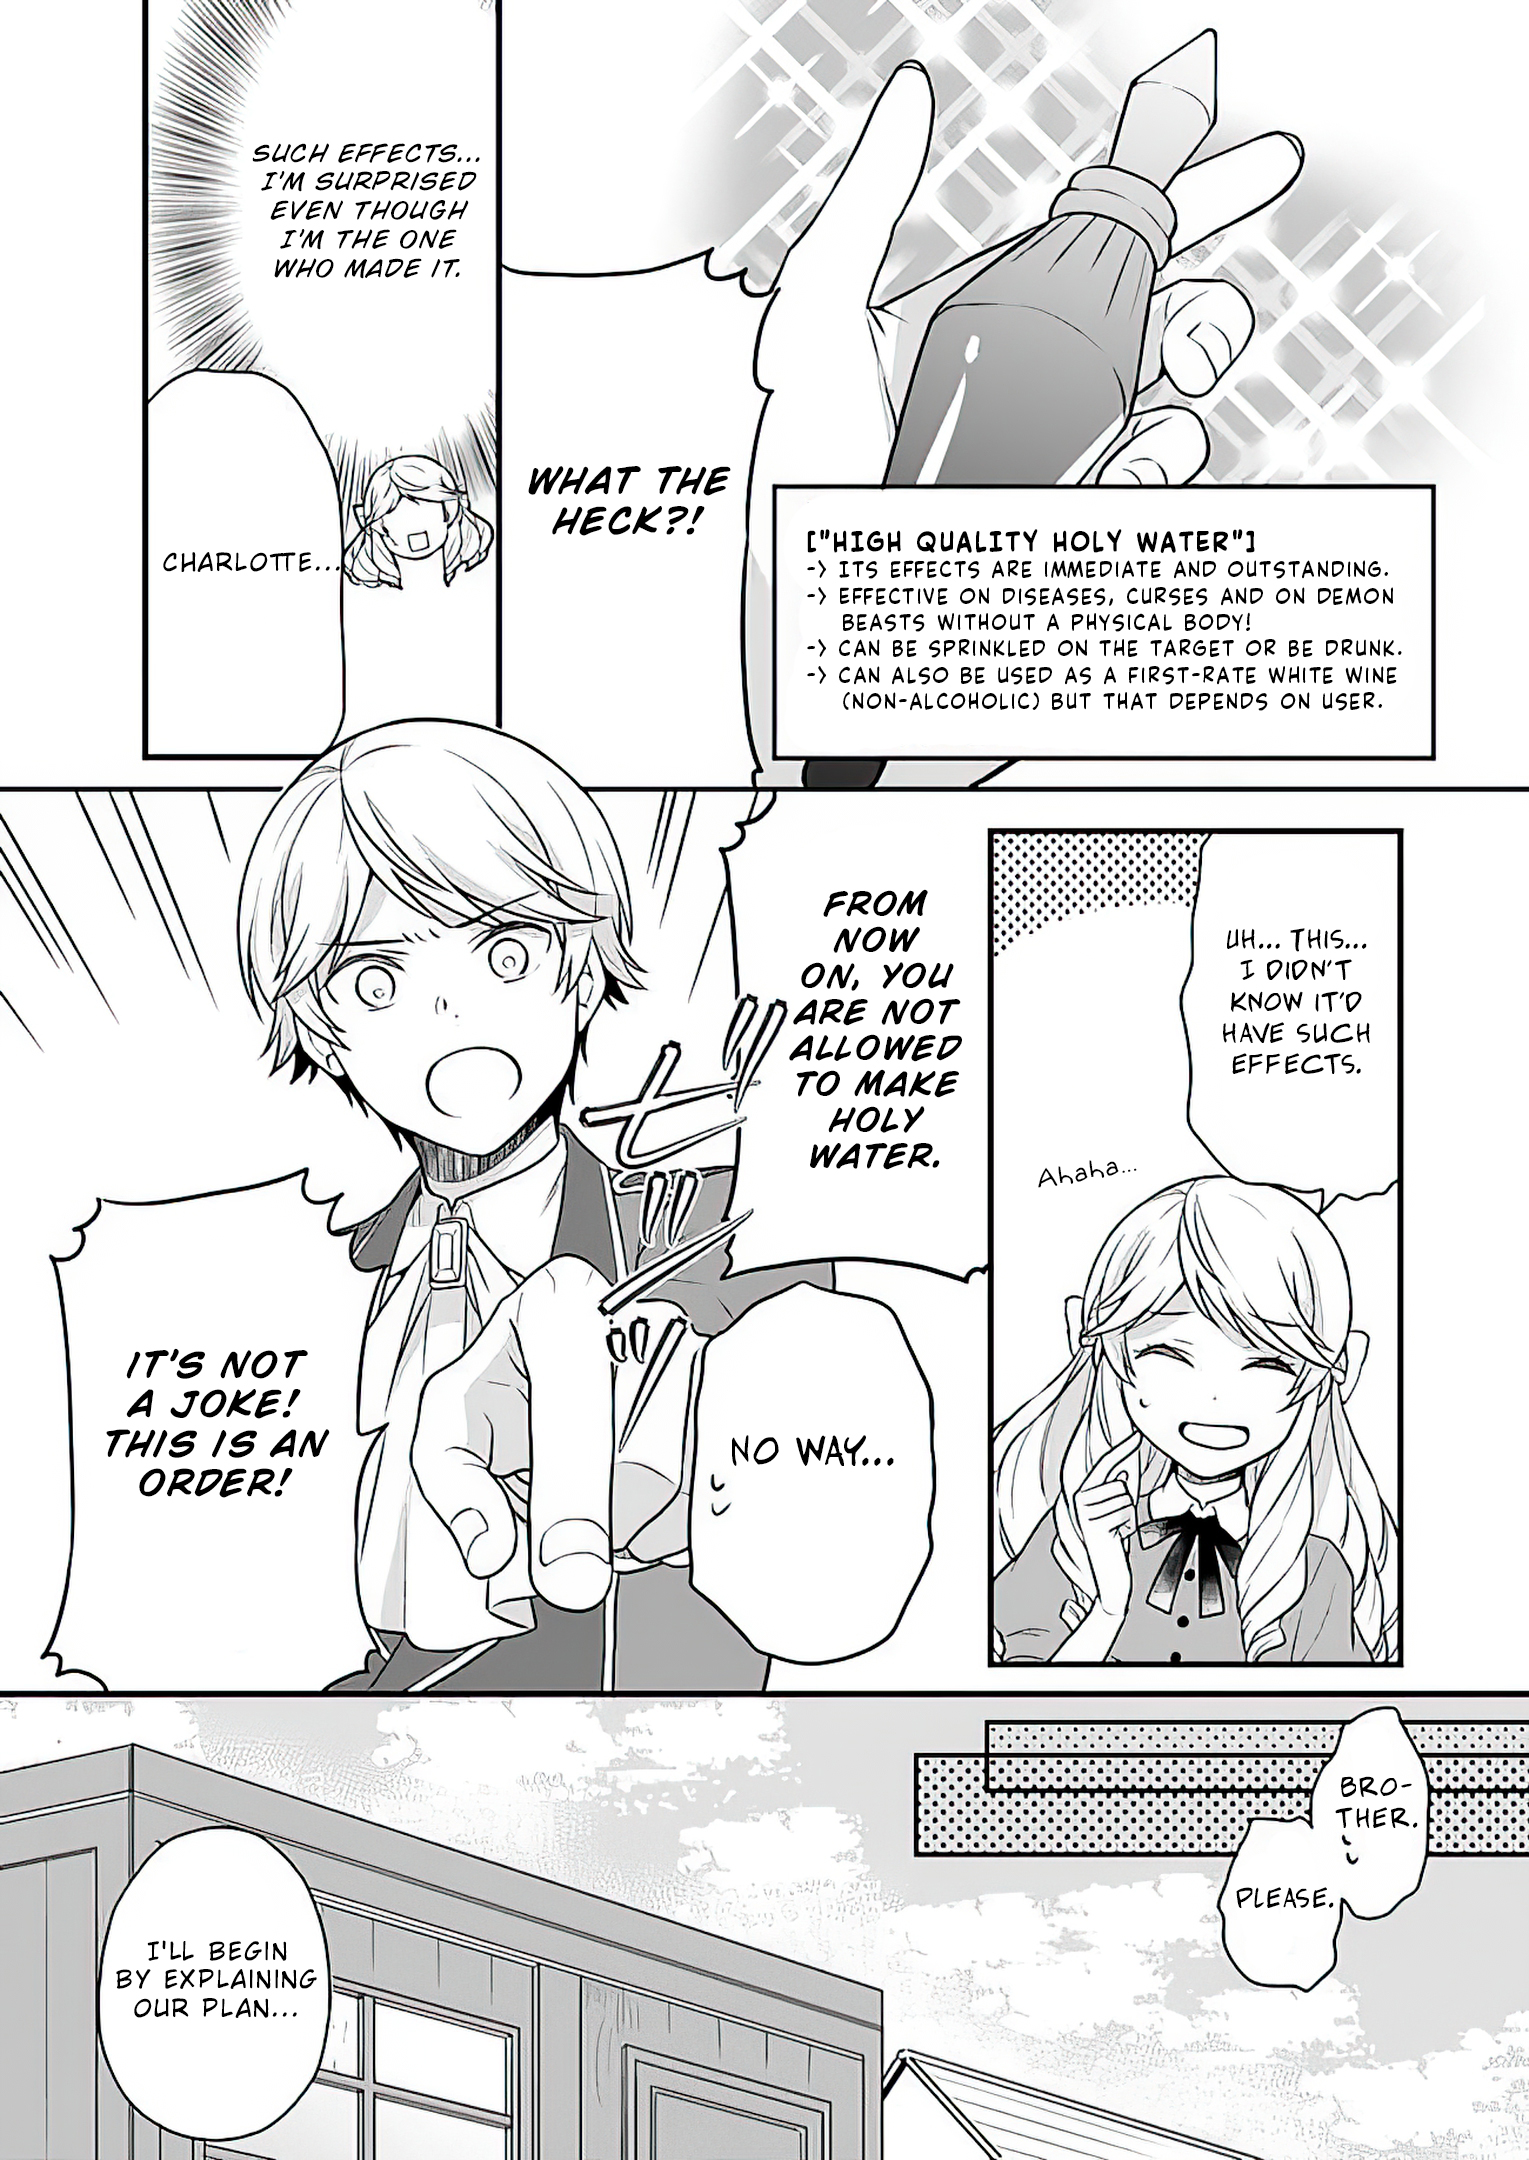 ["HIGH QUALITY HOLY WATER"]
-> ITS EFFECTS ARE IMMEDIATE AND OUTSTANDING.
-> EFFECTIVE ON DISEASES, CURSES AND ON DEMON
BEASTS WITHOUT A PHYSICAL BODY!
-> CAN BE SPRINKLED ON THE TARGET OR BE DRUNK.
-> CAN ALSO BE USED AS A FIRST-RATE WHITE WINE
(NON-ALCOHOLIC) BUT THAT DEPENDS ON USER.
WHAT THE
HECK?!
SUCH EFFECTS...
I'M SURPRISED
EVEN THOUGH
I'M THE ONE
WHO MADE IT.
CHARLOTTE...
UH... THIS...
I DIDN'T
KNOW IT'D
HAVE SUCH
EFFECTS.
Ahaha...
FROM
NOW
ON, YOU
ARE NOT
ALLOWED
TO MAKE
HOLY
WATER.
ビシッ
NO WAY...
IT'S NOT
A JOKE!
THIS IS AN
ORDER!
BRO-
THER.
PLEASE.
I'LL BEGIN
BY EXPLAINING
OUR PLAN...